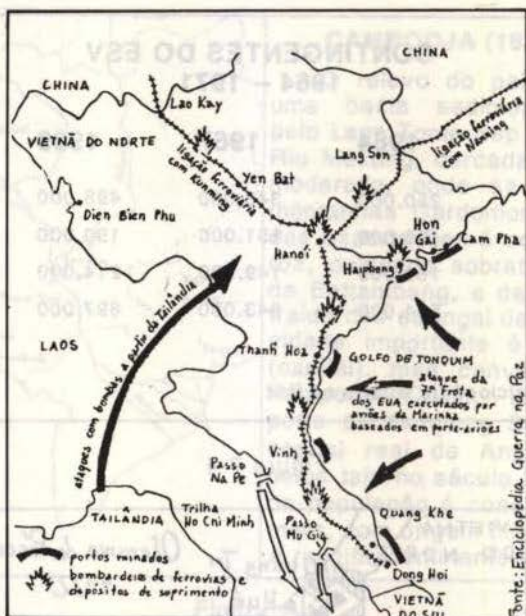 CHINA
CHINA
Lao Kay
VIETNÃ DO NORTE
ligação ferroviária
com Kunming
Yen Bat
Lang Son
ligação ferroviária
Nanning
Dien Bien Phu
Hanoi
Hon
Gai
Cam Pha
Haiphong
LAOS
ataques com bombas a partir da Tailândia
Thanh Hoa
GOLFO DE TONQUIM
ataque da
7ª Frota
dos EUA executados por
aviões da Marinha
baseados em porta-aviões
Vinh
Passo
Na Pe
TAILÂNDIA
Trilha
Ho Chi Minh
Passo
Mu Gia
Quang Khe
Dong Hoi
VIETNÃ
DO SUL
portos minados
bombardeios de ferrovias e
depósitos de suprimento
Fonte: Enciclopédia Guerra na Paz